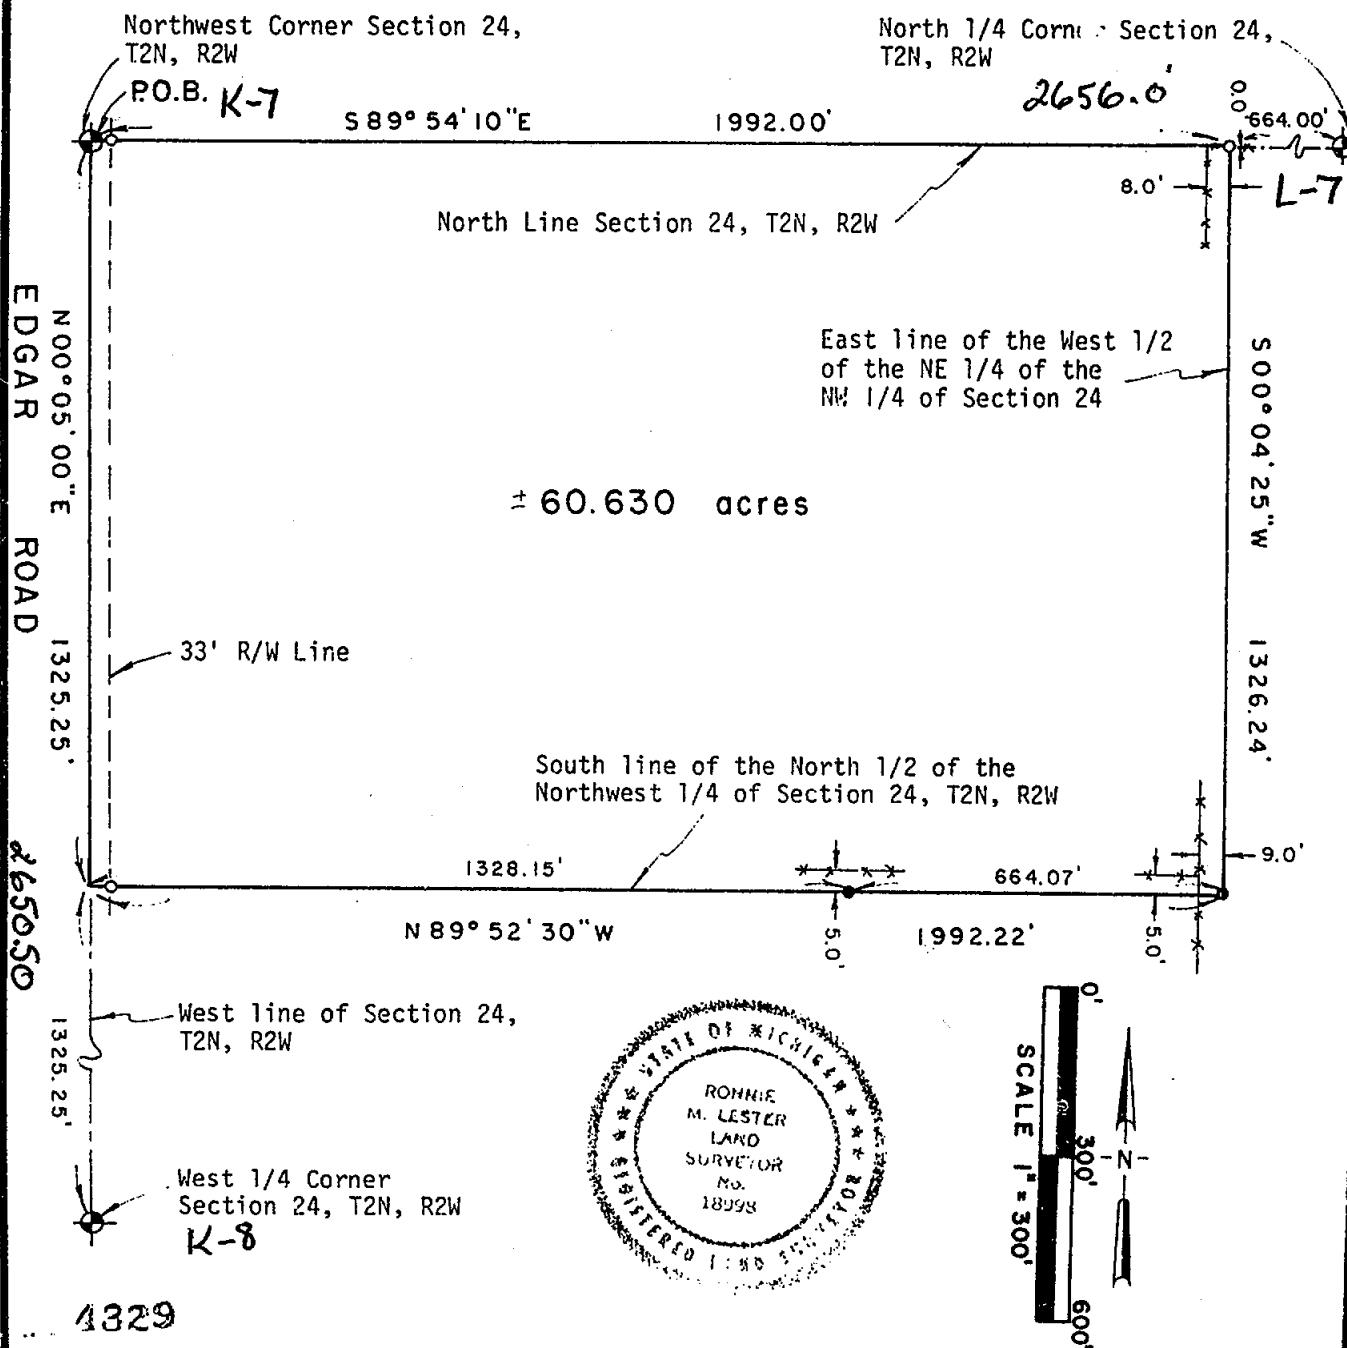 Northwest Corner Section 24,
T2N, R2W
P.O.B. K-7
North 1/4 Section 24,
T2N, R2W
2656.0'
S 89° 54' 10" E 1992.00'
0.0
664.00'
8.0'
L-7
North Line Section 24, T2N, R2W
East line of the West 1/2
of the NE 1/4 of the
NW 1/4 of Section 24
N 00° 05' 00" E 1325.25'
EDGAR ROAD
S 00° 04' 25" W 1326.24'
± 60.630 acres
33' R/W Line
South line of the North 1/2 of the
Northwest 1/4 of Section 24, T2N, R2W
1328.15'
664.07'
9.0'
N 89° 52' 30" W
1992.22'
5.0'
5.0'
2650.50
West line of Section 24,
T2N, R2W
1325.25'
West 1/4 Corner
Section 24, T2N, R2W
K-8
STATE OF MICHIGAN
REGISTERED LAND
RONNIE
M. LESTER
LAND
SURVEYOR
No.
18998
0'
300'
600'
SCALE 1" = 300'
-N-
1329